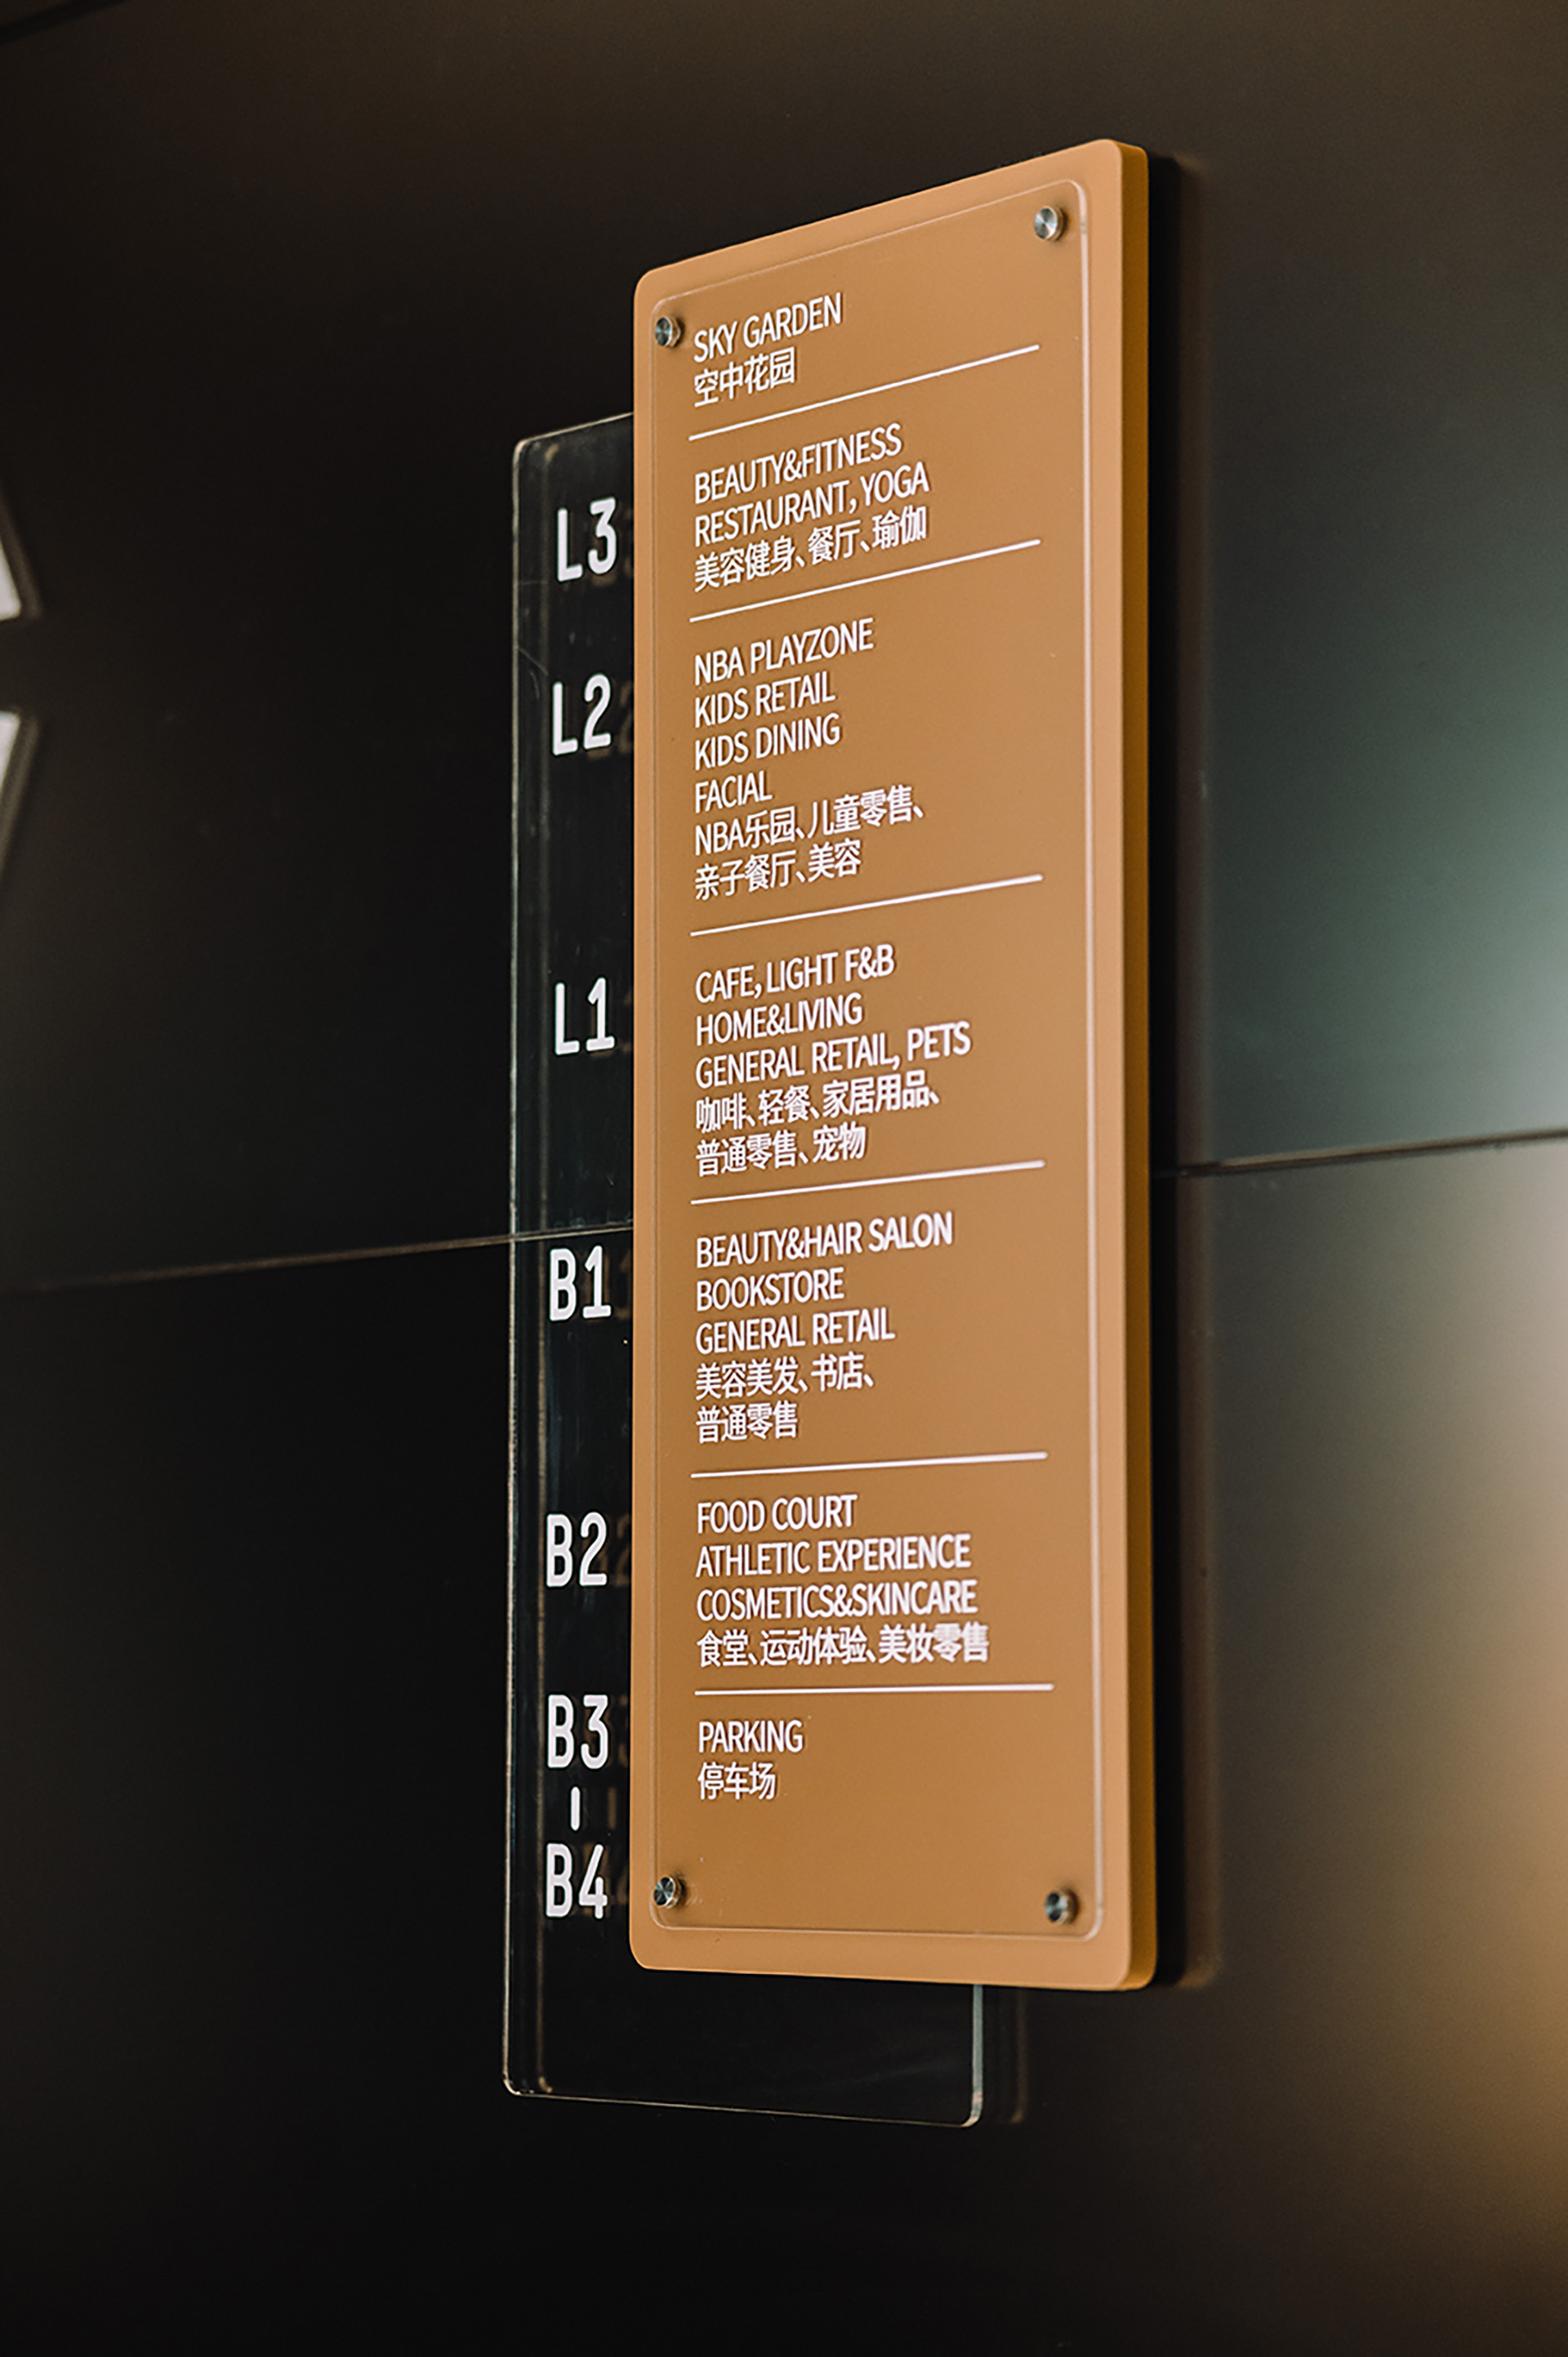 SKY GARDEN
空中花园
L3
BEAUTY&FITNESS
RESTAURANT, YOGA
美容健身、餐厅、瑜伽
L2
NBA PLAYZONE
KIDS RETAIL
KIDS DINING
FACIAL
NBA乐园、儿童零售、
亲子餐厅、美容
L1
CAFE, LIGHT F&B
HOME&LIVING
GENERAL RETAIL, PETS
咖啡、轻餐、家居用品、
普通零售、宠物
B1
BEAUTY&HAIR SALON
BOOKSTORE
GENERAL RETAIL
美容美发、书店、
普通零售
B2
FOOD COURT
ATHLETIC EXPERIENCE
COSMETICS&SKINCARE
食堂、运动体验、美妆零售
B3
|
B4
PARKING
停车场